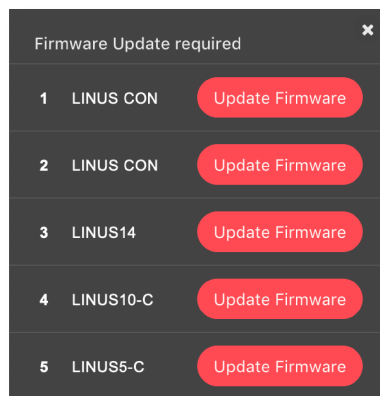 Firmware Update required
1 LINUS CON Update Firmware
2 LINUS CON Update Firmware
3 LINUS14 Update Firmware
4 LINUS10-C Update Firmware
5 LINUS5-C Update Firmware